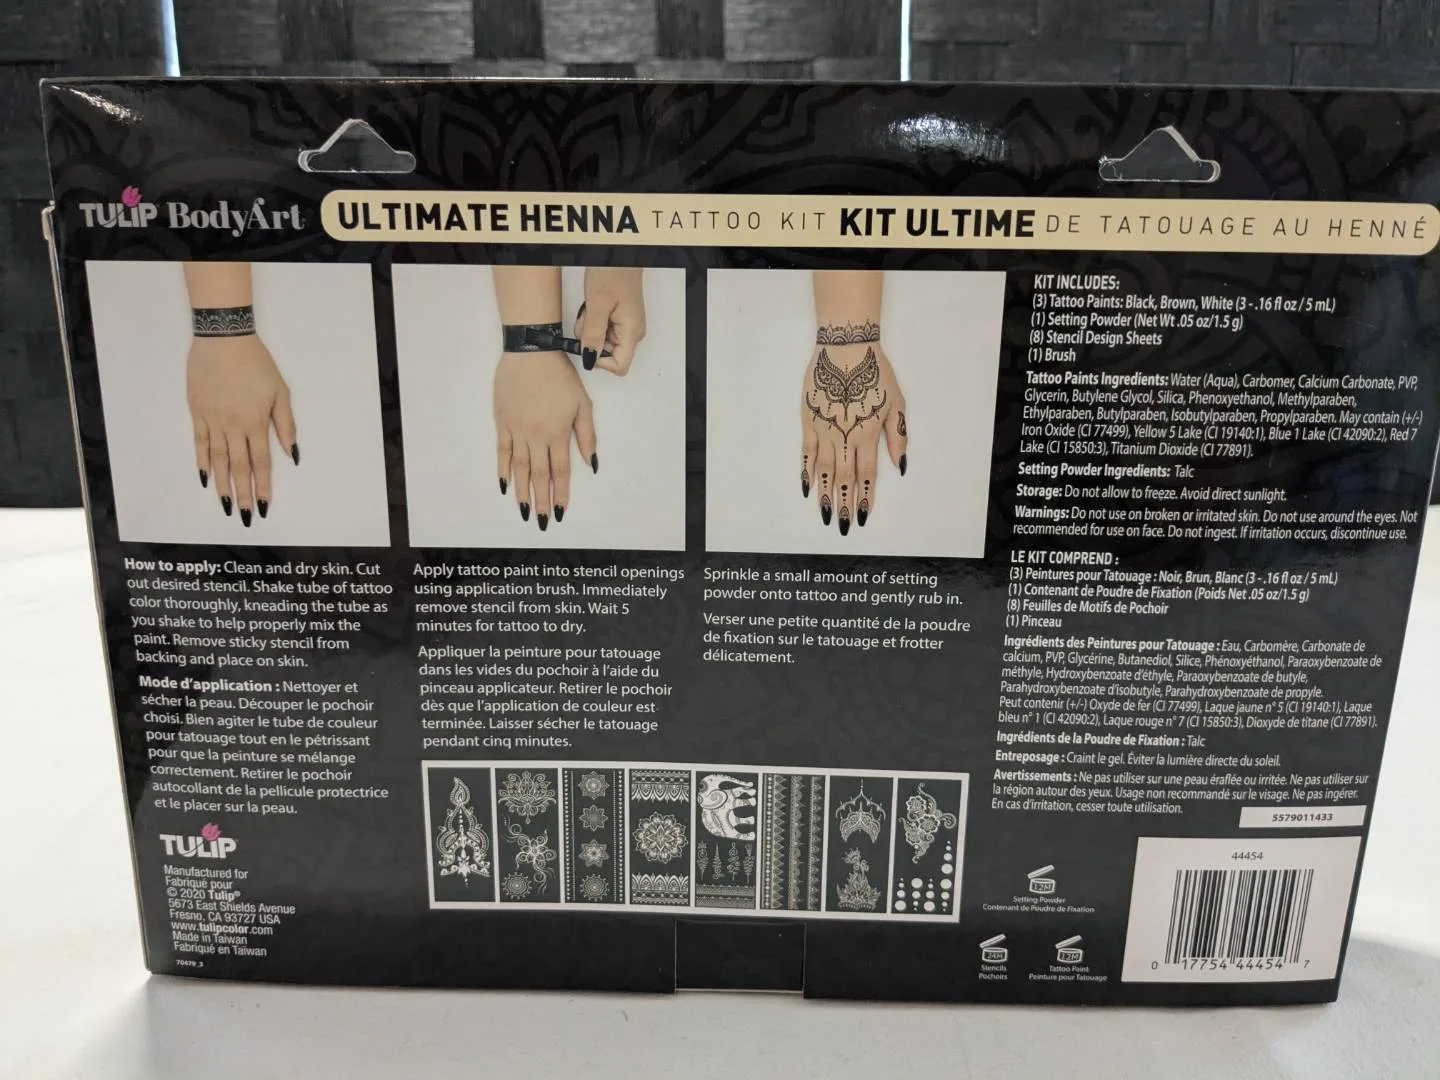 TULIP BodyArt ULTIMATE HENNA TATTOO KIT KIT ULTIME DE TATOUAGE AU HENNÉ
How to apply: Clean and dry skin. Cut
out desired stencil. Shake tube of tattoo
color thoroughly, kneading the tube as
you shake to help properly mix the
paint. Remove sticky stencil from
backing and place on skin.
Mode d'application : Nettoyer et
sécher la peau. Découper le pochoir
choisi. Bien agiter le tube de couleur
pour tatouage tout en le pétrissant
pour que la peinture se mélange
correctement. Retirer le pochoir
autocollant de la pellicule protectrice
et le placer sur la peau.
Apply tattoo paint into stencil openings
using application brush. Immediately
remove stencil from skin. Wait 5
minutes for tattoo to dry.
Appliquer la peinture pour tatouage
dans les vides du pochoir à l'aide du
pinceau applicateur. Retirer le pochoir
dès que l'application de couleur est
terminée. Laisser sécher le tatouage
pendant cinq minutes.
Sprinkle a small amount of setting
powder onto tattoo and gently rub in.
Verser une petite quantité de la poudre
de fixation sur le tatouage et frotter
délicatement.
KIT INCLUDES:
(3) Tattoo Paints: Black, Brown, White (3 - .16 fl oz / 5 mL)
(1) Setting Powder (Net Wt .05 oz/1.5 g)
(8) Stencil Design Sheets
(1) Brush
Tattoo Paints Ingredients: Water (Aqua), Carbomer, Calcium Carbonate, PVP,
Glycerin, Butylene Glycol, Silica, Phenoxyethanol, Methylparaben,
Ethylparaben, Butylparaben, Isobutylparaben, Propylparaben. May contain (+/-)
Iron Oxide (CI 77499), Yellow 5 Lake (CI 19140:1), Blue 1 Lake (CI 42090:2), Red 7
Lake (CI 15850:3), Titanium Dioxide (CI 77891).
Setting Powder Ingredients: Talc
Storage: Do not allow to freeze. Avoid direct sunlight.
Warnings: Do not use on broken or irritated skin. Do not use around the eyes. Not
recommended for use on face. Do not ingest. If irritation occurs, discontinue use.
LE KIT COMPREND :
(3) Peintures pour Tatouage : Noir, Brun, Blanc (3 - .16 fl oz / 5 mL)
(1) Contenant de Poudre de Fixation (Poids Net .05 oz/1.5 g)
(8) Feuilles de Motifs de Pochoir
(1) Pinceau
Ingrédients des Peintures pour Tatouage : Eau, Carbomère, Carbonate de
calcium, PVP, Glycérine, Butanediol, Silice, Phénoxyéthanol, Paraoxybenzoate de
méthyle, Hydroxybenzoate d'éthyle, Paraoxybenzoate de butyle,
Parahydroxybenzoate d'isobutyle, Parahydroxybenzoate de propyle.
Peut contenir (+/-) Oxyde de fer (CI 77499), Laque jaune n° 5 (CI 19140:1), Laque
bleu n° 1 (CI 42090:2), Laque rouge n° 7 (CI 15850:3), Dioxyde de titane (CI 77891).
Ingrédients de la Poudre de Fixation : Talc
Entreposage : Craint le gel. Éviter la lumière directe du soleil.
Avertissements : Ne pas utiliser sur une peau éraflée ou irritée. Ne pas utiliser sur
la région autour des yeux. Usage non recommandé sur le visage. Ne pas ingérer.
En cas d'irritation, cesser toute utilisation.
5579011433
TULIP
Manufactured for
Fabriqué pour
© 2020 Tulip®
5673 East Shields Avenue
Fresno, CA 93727 USA
www.tulipcolor.com
Made in Taiwan
Fabriqué en Taïwan
70479_3
12M
Setting Powder
Contenant de Poudre de Fixation
24M
Stencils
Pochoirs
12M
Tattoo Paint
Peinture pour Tatouage
44454
0 17754 44454 7